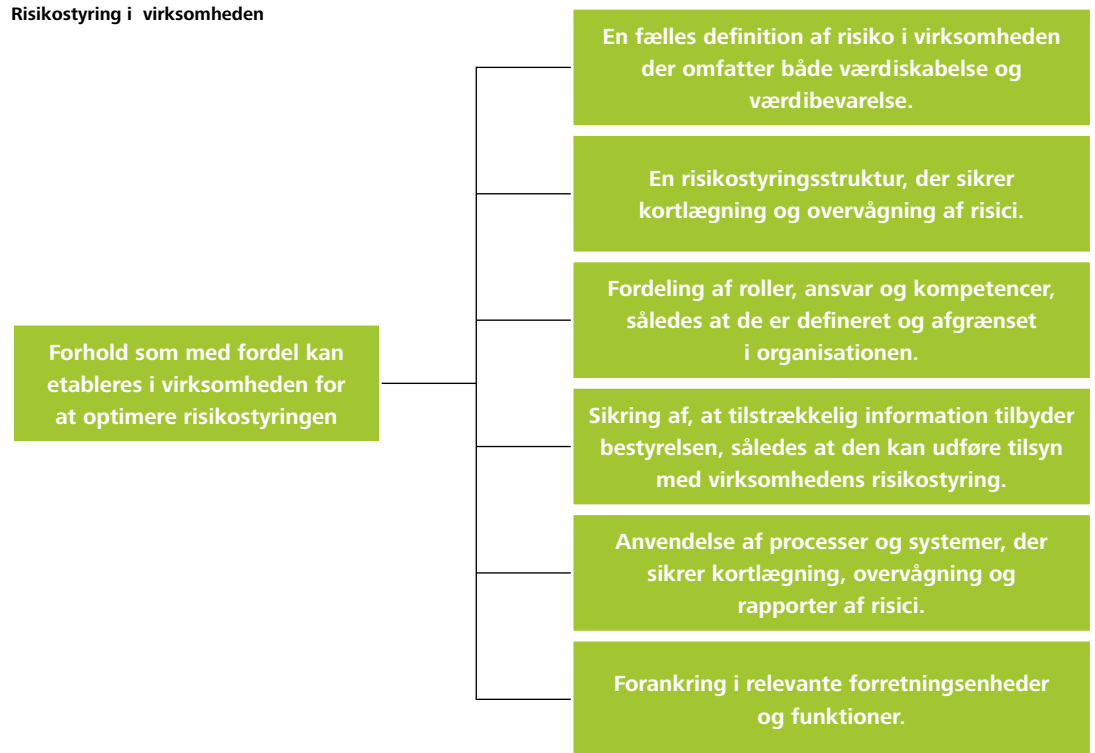 Risikostyring i virksomheden
En fælles definition af risiko i virksomheden
der omfatter både værdiskabelse og
værdibevarelse.
En risikostyringsstruktur, der sikrer
kortlægning og overvågning af risici.
Fordeling af roller, ansvar og kompetencer,
således at de er defineret og afgrænset
i organisationen.
Forhold som med fordel kan
etableres i virksomheden for
at optimere risikostyringen
Sikring af, at tilstrækkelig information tilbyder
bestyrelsen, således at den kan udføre tilsyn
med virksomhedens risikostyring.
Anvendelse af processer og systemer, der
sikrer kortlægning, overvågning og
rapporter af risici.
Forankring i relevante forretningsenheder
og funktioner.